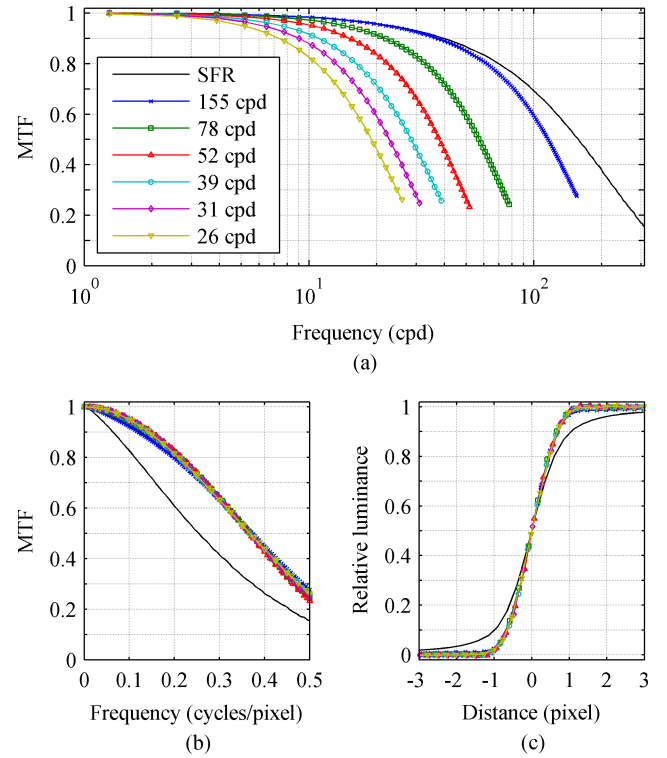 1
0.8
0.6
0.4
0.2
0
MTF
SFR
155 cpd
78 cpd
52 cpd
39 cpd
31 cpd
26 cpd
10^0 10^1 10^2
Frequency (cpd)
(a)
1
0.8
0.6
0.4
0.2
0
MTF
0 0.1 0.2 0.3 0.4 0.5
Frequency (cycles/pixel)
(b)
1
0.8
0.6
0.4
0.2
0
Relative luminance
-3 -2 -1 0 1 2 3
Distance (pixel)
(c)